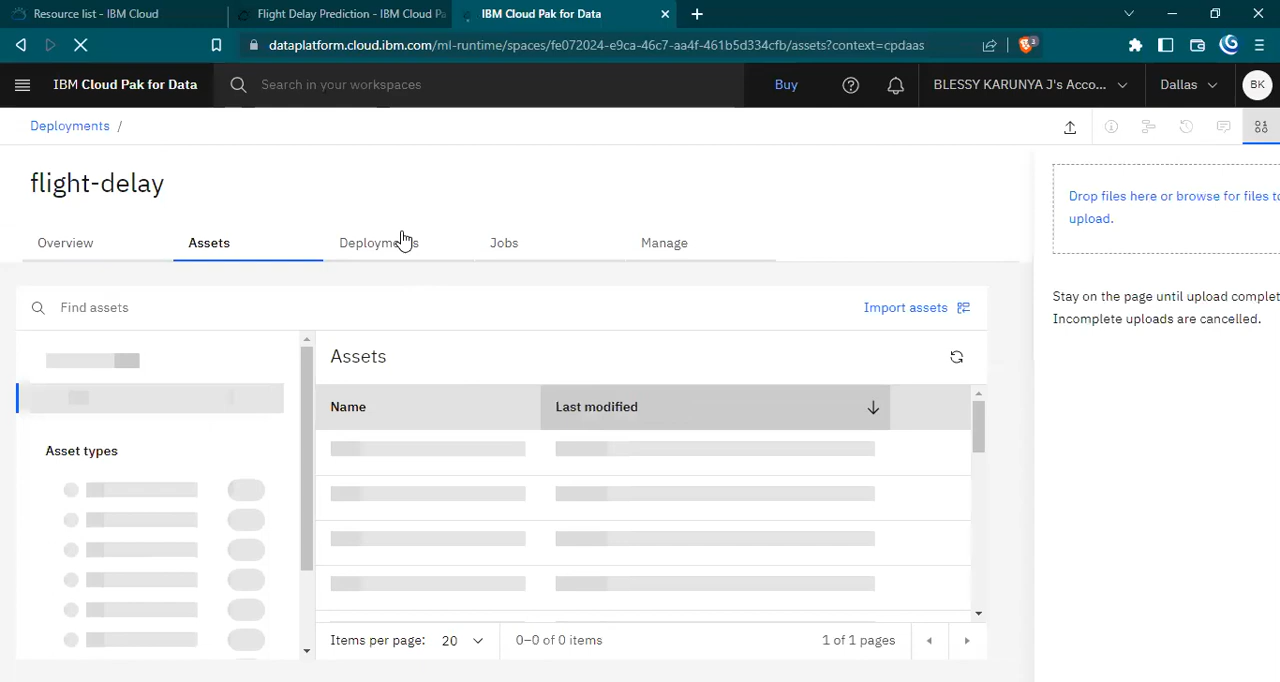 Resource list - IBM Cloud
Flight Delay Prediction - IBM Cloud Pa
IBM Cloud Pak for Data
dataplatform.cloud.ibm.com/ml-runtime/spaces/fe072024-e9ca-46c7-aa4f-461b5d334cfb/assets?context=cpdaas
3
IBM Cloud Pak for Data
Search in your workspaces
Buy
BLESSY KARUNYA J's Acco...
Dallas
BK
Deployments /
flight-delay
Drop files here or browse for files to
upload.
Overview
Assets
Deployments
Jobs
Manage
Stay on the page until upload complet
Incomplete uploads are cancelled.
Find assets
Import assets
Assets
Name
Last modified
Asset types
Items per page: 20
0–0 of 0 items
1 of 1 pages